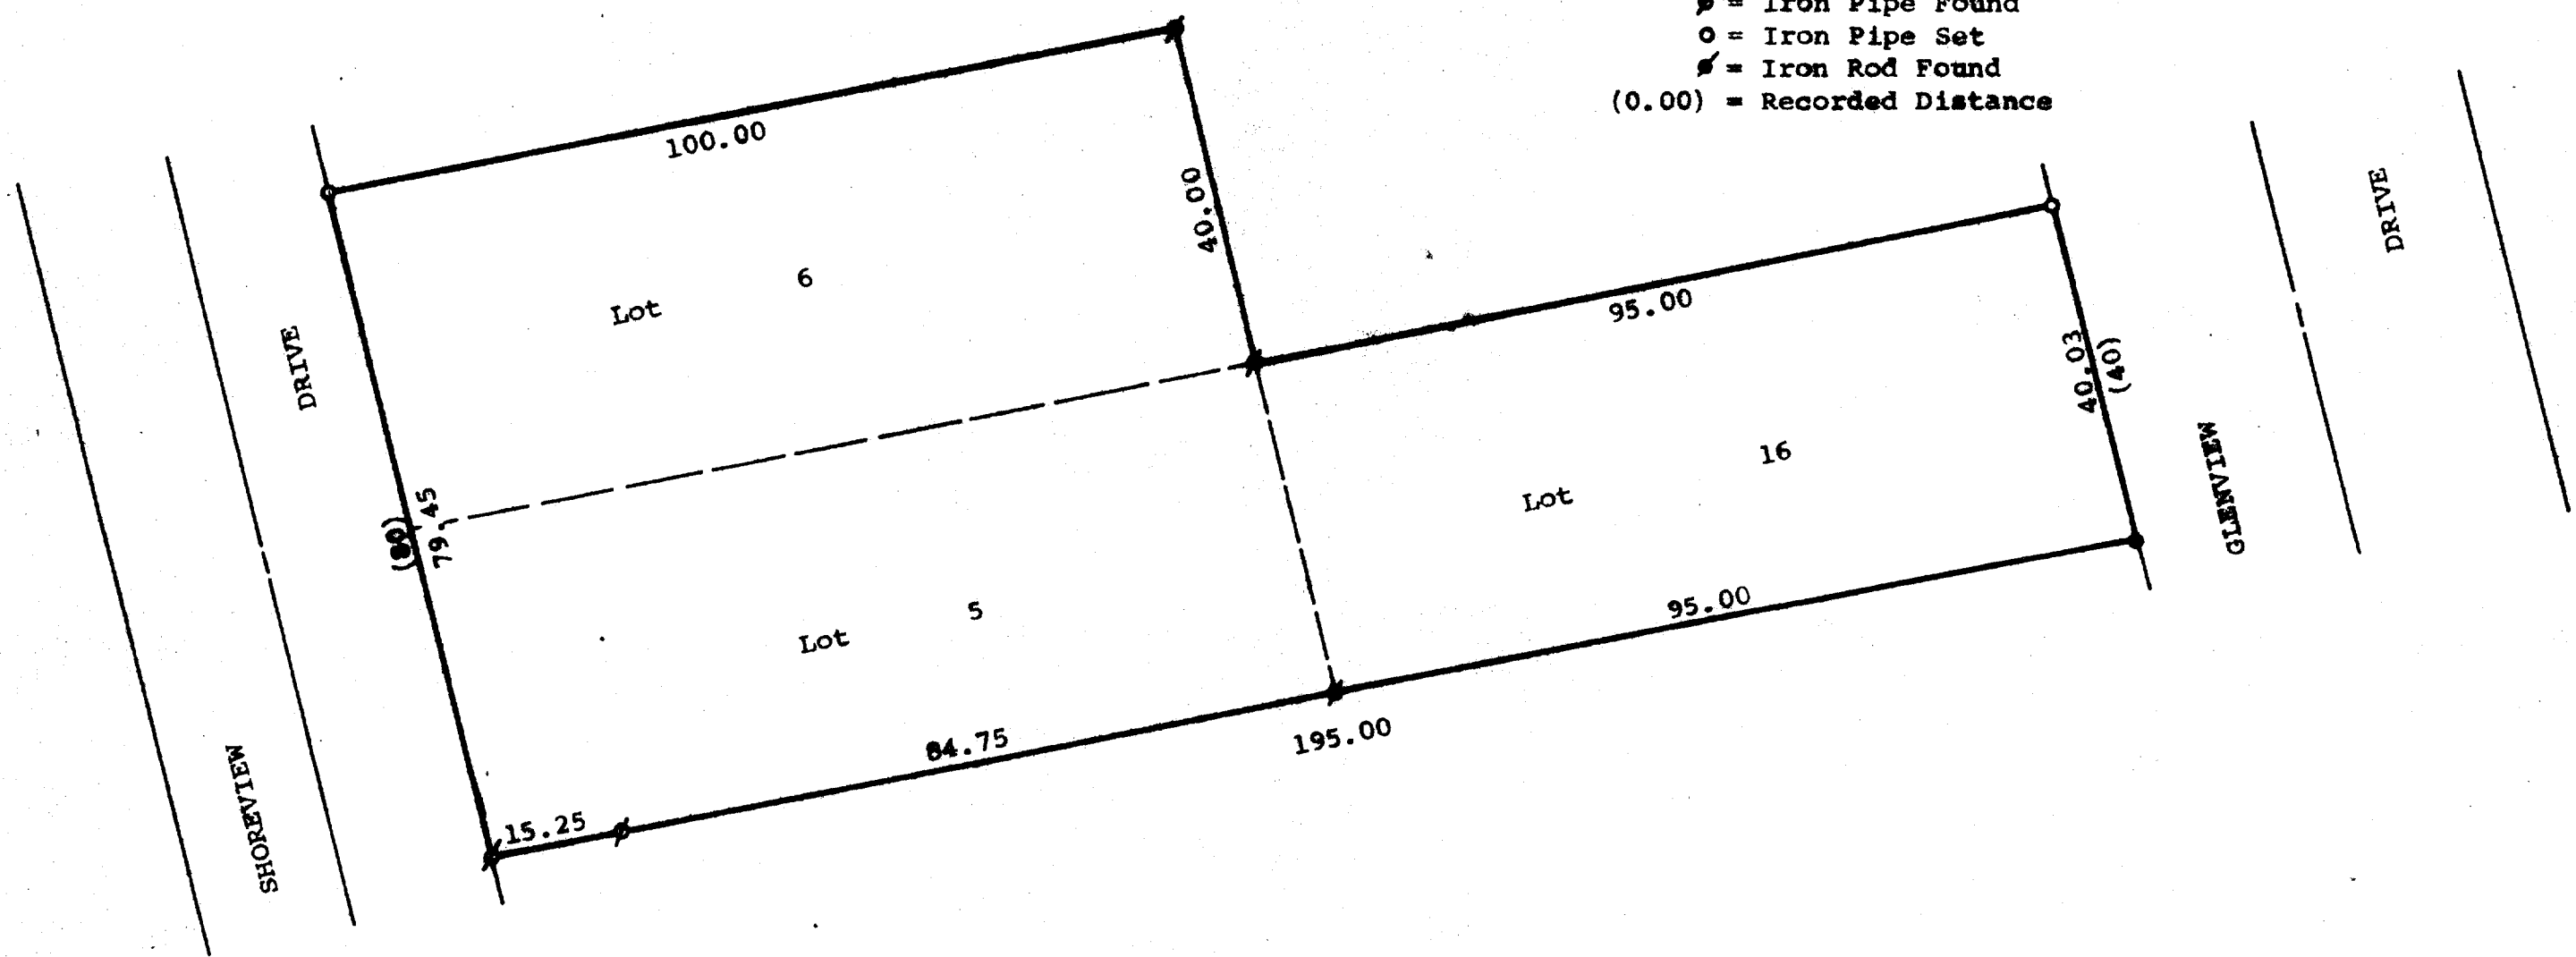 ø = Iron Pipe Found
o = Iron Pipe Set
= Iron Rod Found
(0.00) = Recorded Distance
100.00
40.00
DRIVE
Lot 6
95.00
40.03
(40)
DRIVE
GLENVIEW
Lot 16
(80)
79.45
Lot 5
95.00
84.75
195.00
15.25
SHOREVIEW